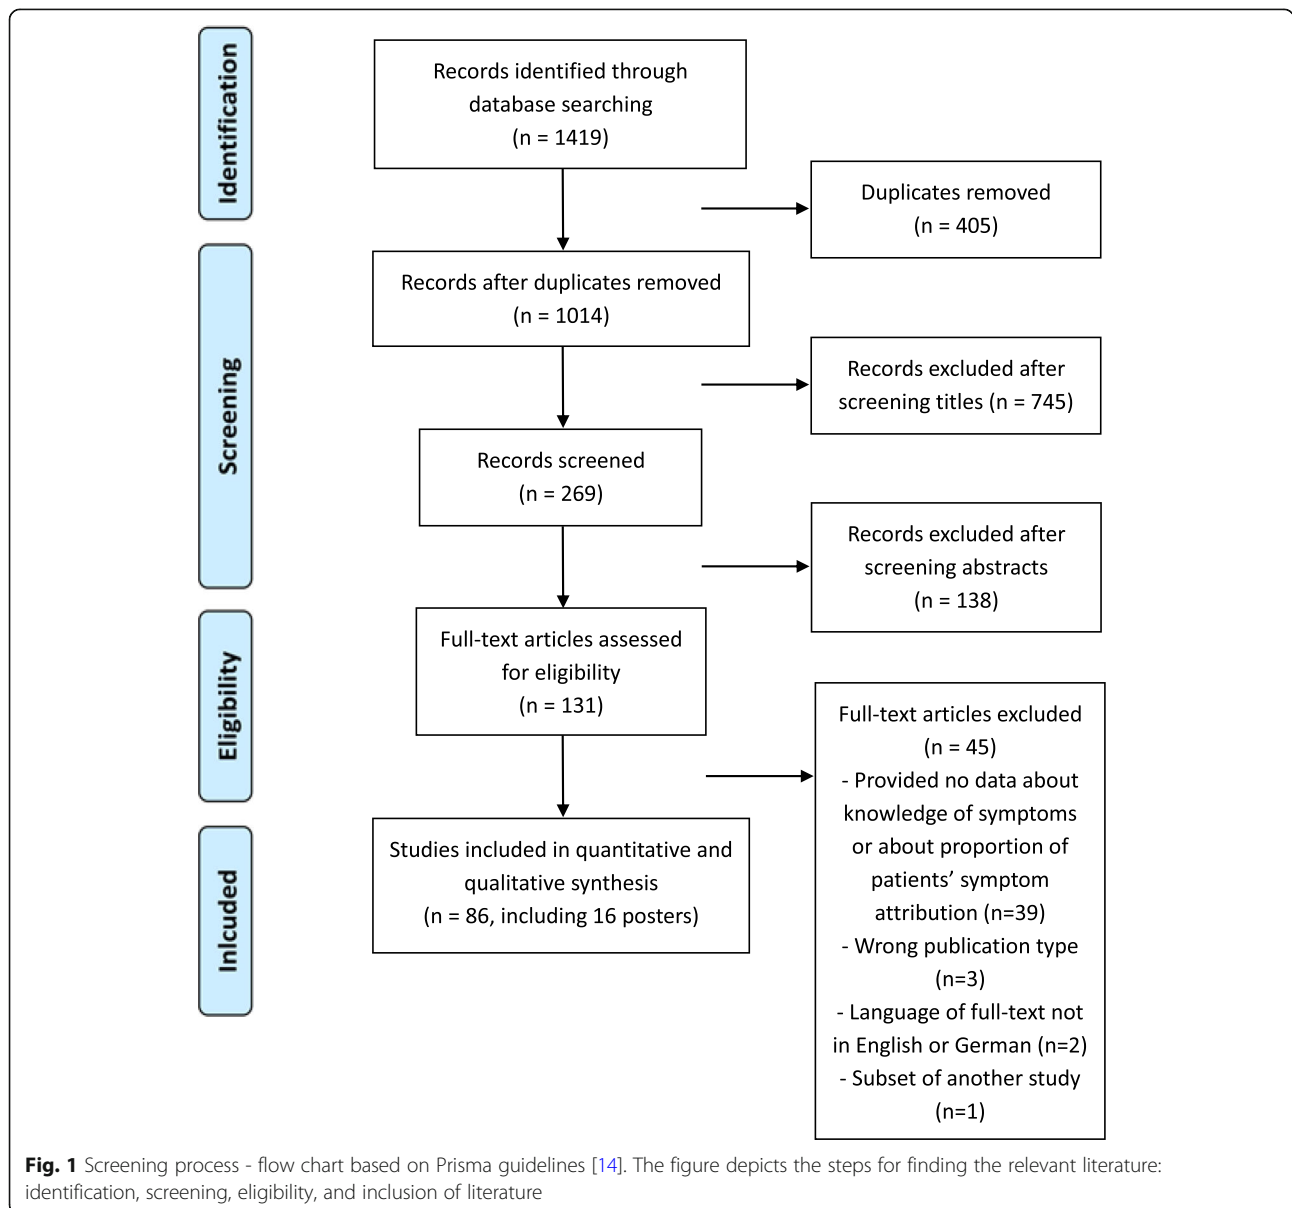 Identification
Records identified through
database searching
(n = 1419)
Duplicates removed
(n = 405)
Screening
Records after duplicates removed
(n = 1014)
Records excluded after
screening titles (n = 745)
Records screened
(n = 269)
Records excluded after
screening abstracts
(n = 138)
Eligibility
Full-text articles assessed
for eligibility
(n = 131)
Full-text articles excluded
(n = 45)
- Provided no data about
knowledge of symptoms
or about proportion of
patients’ symptom
attribution (n=39)
- Wrong publication type
(n=3)
- Language of full-text not
in English or German (n=2)
- Subset of another study
(n=1)
Inlcuded
Studies included in quantitative and
qualitative synthesis
(n = 86, including 16 posters)
Fig. 1 Screening process - flow chart based on Prisma guidelines [14]. The figure depicts the steps for finding the relevant literature:
identification, screening, eligibility, and inclusion of literature